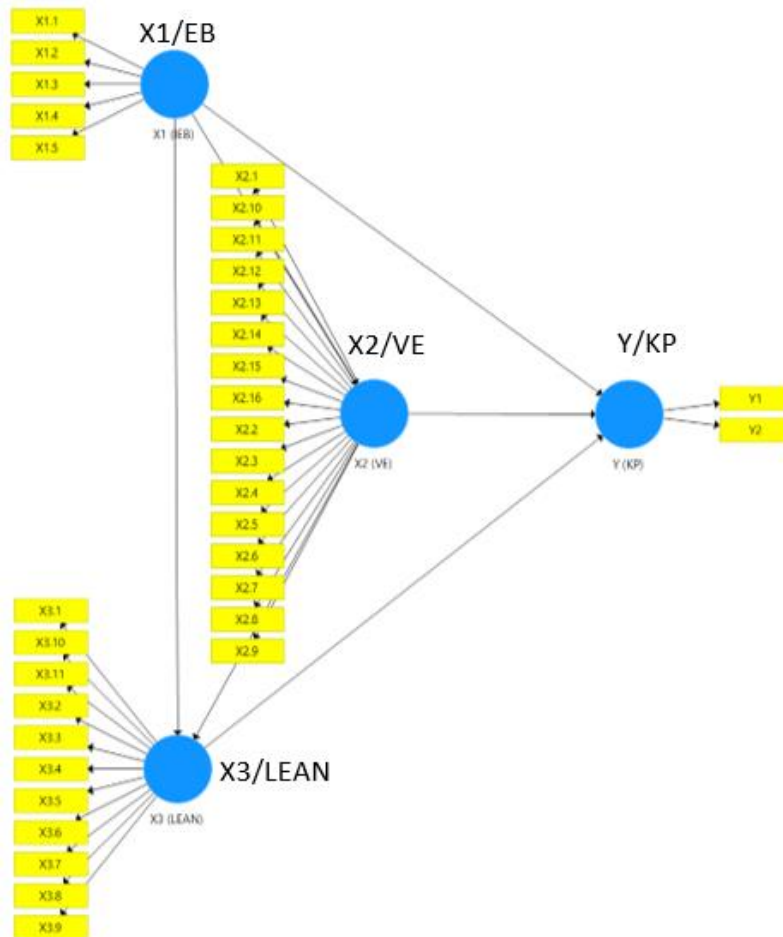 X1.1
X1.2
X1.3
X1.4
X1.5
X1/EB
X1 (IEB)
X2.1
X2.10
X2.11
X2.12
X2.13
X2.14
X2.15
X2.16
X2.2
X2.3
X2.4
X2.5
X2.6
X2.7
X2.8
X2.9
X2/VE
X2 (VE)
Y/KP
Y (KP)
Y1
Y2
X3.1
X3.10
X3.11
X3.2
X3.3
X3.4
X3.5
X3.6
X3.7
X3.8
X3.9
X3/LEAN
X3 (LEAN)